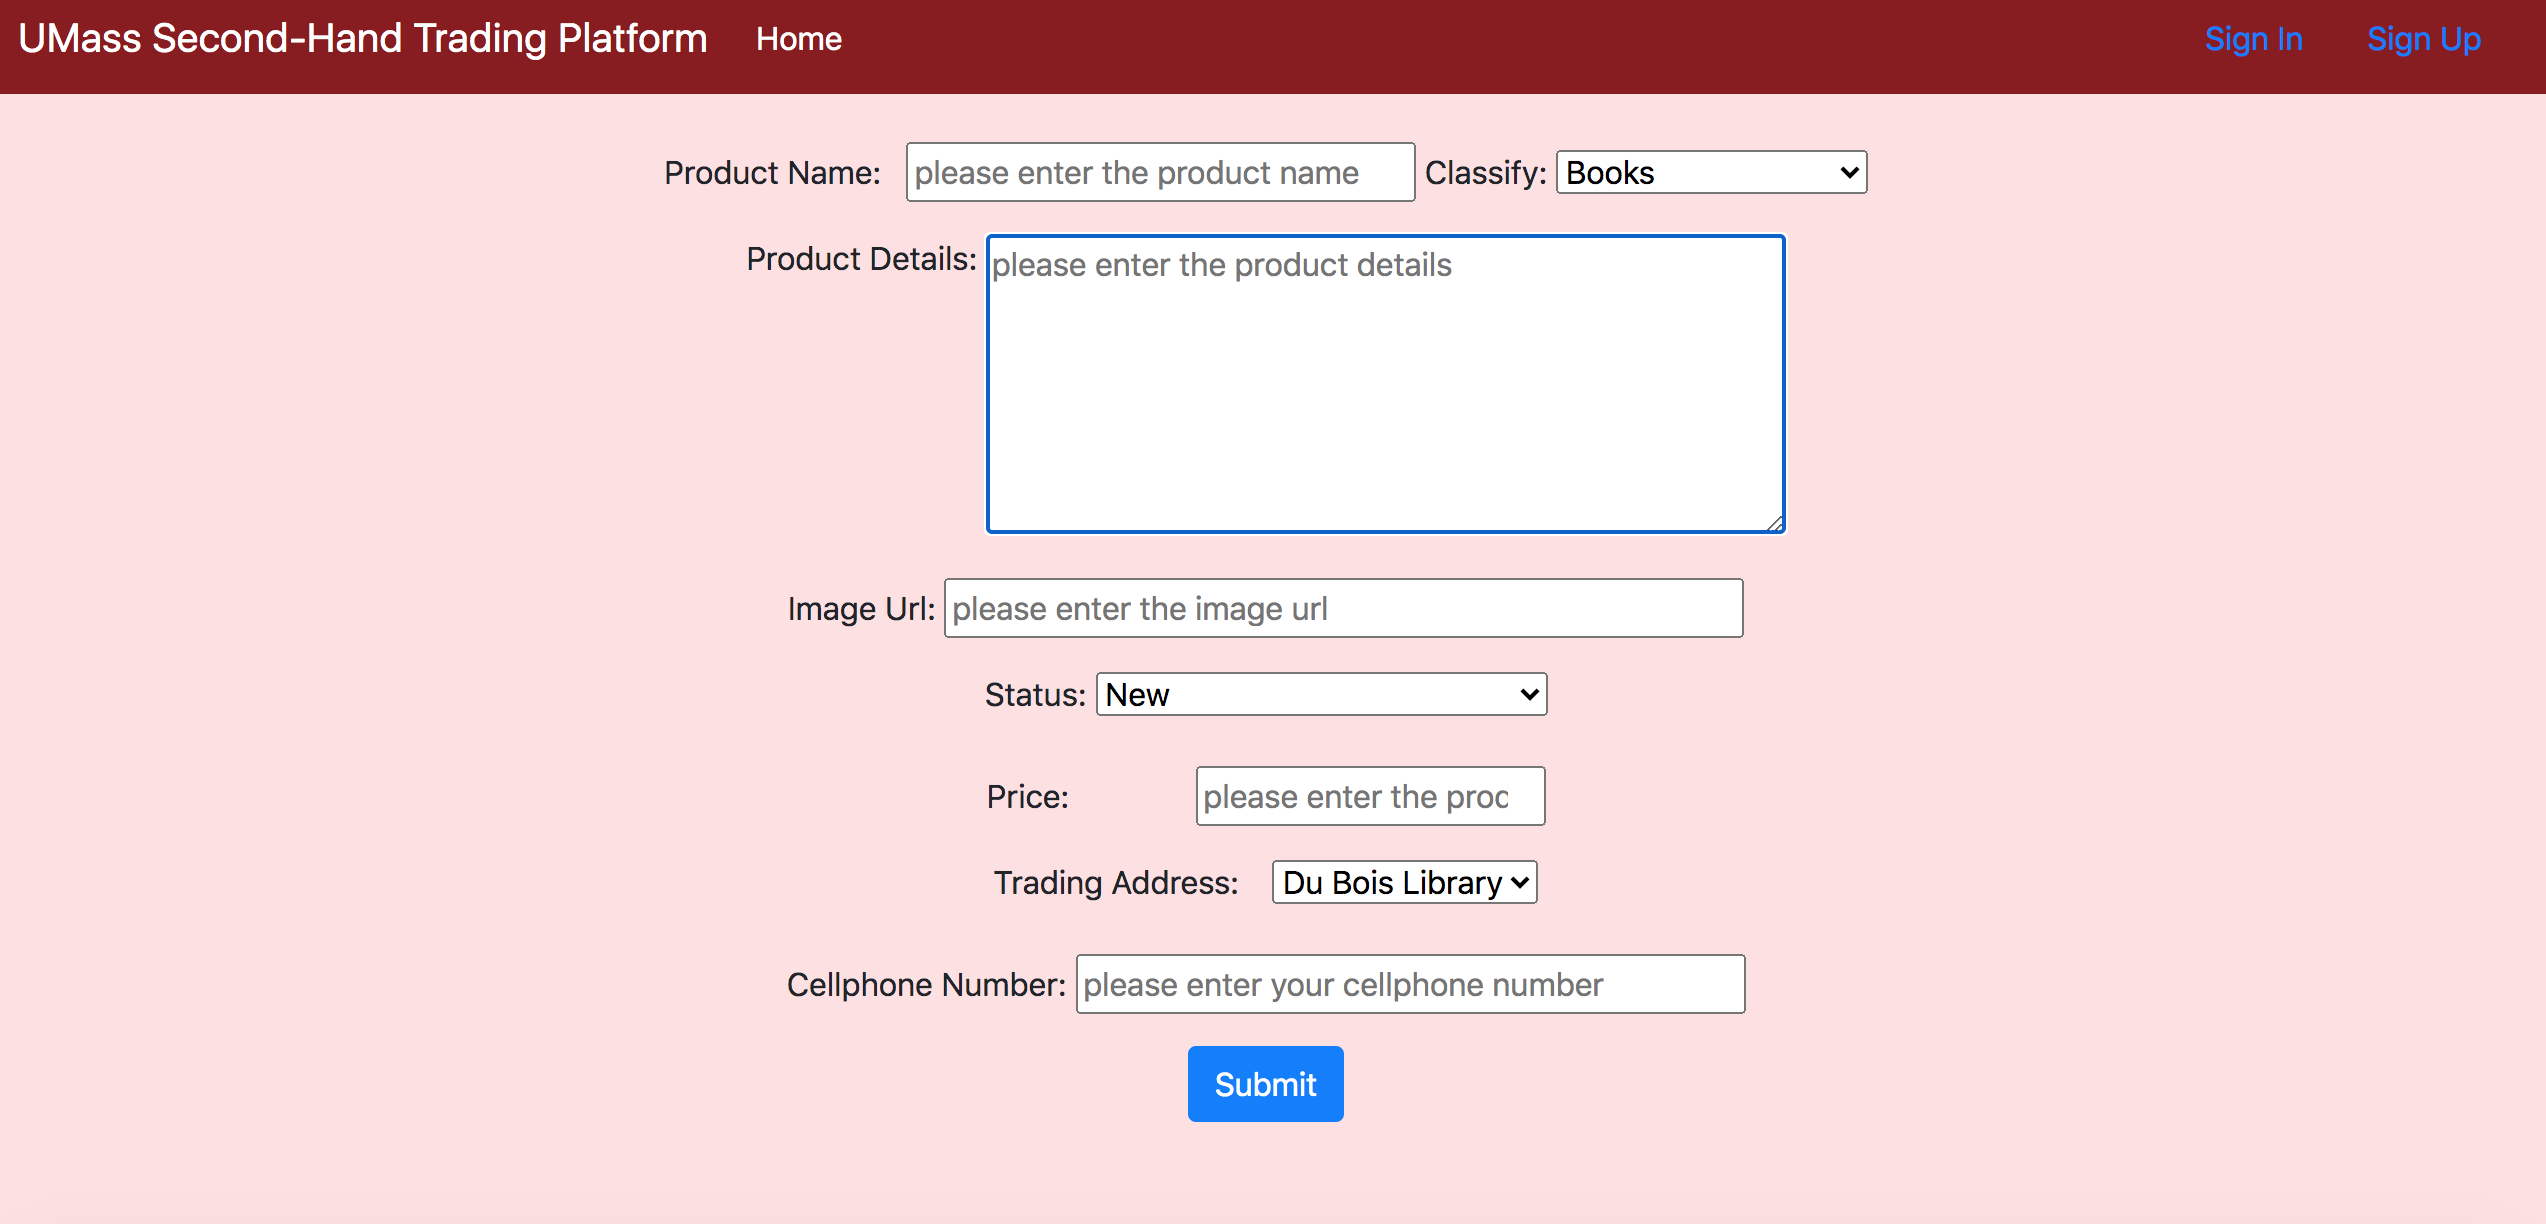 UMass Second-Hand Trading Platform Home Sign In Sign Up
Product Name: please enter the product name Classify: Books
Product Details: please enter the product details
Image Url: please enter the image url
Status: New
Price: please enter the prod
Trading Address: Du Bois Library
Cellphone Number: please enter your cellphone number
Submit